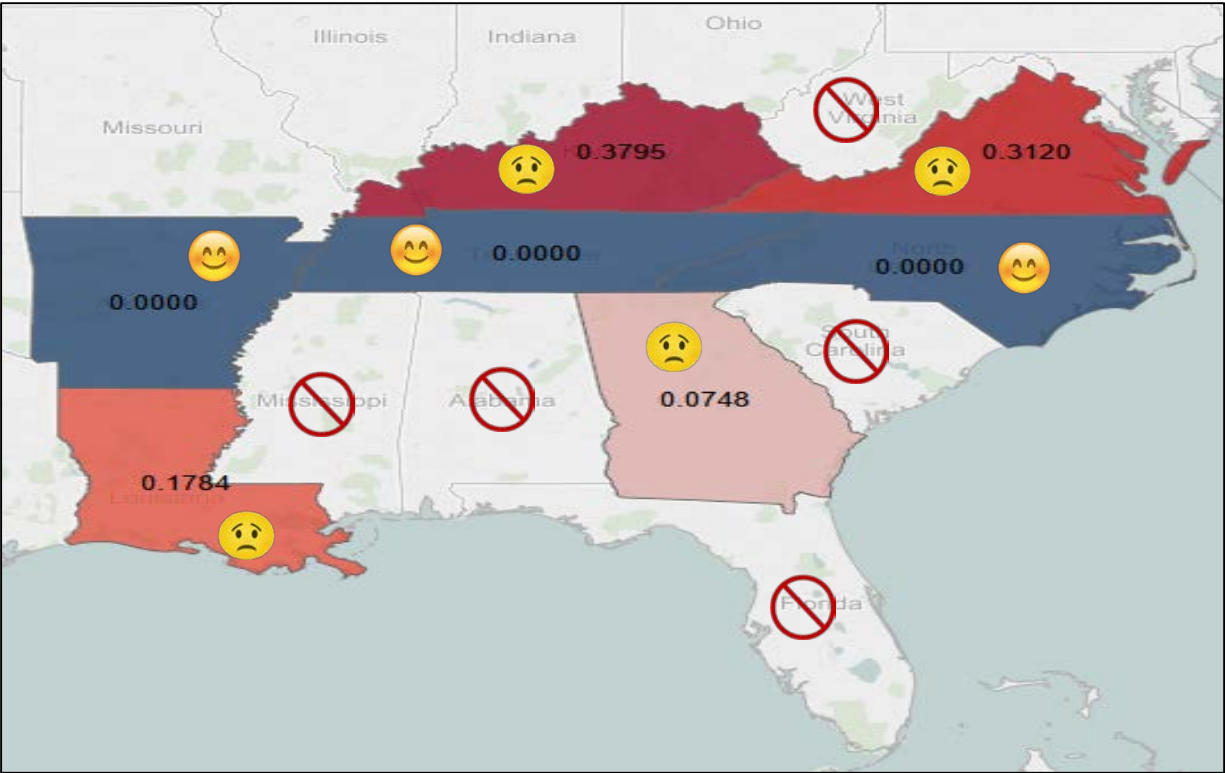 Ohio
Illinois
Indiana
West
Virginia
Missouri
0.3795
0.3120
0.0000
North
0.0000
0.0000
South
Carolina
Mississippi
Alabama
0.0748
0.1784
Louisiana
Florida